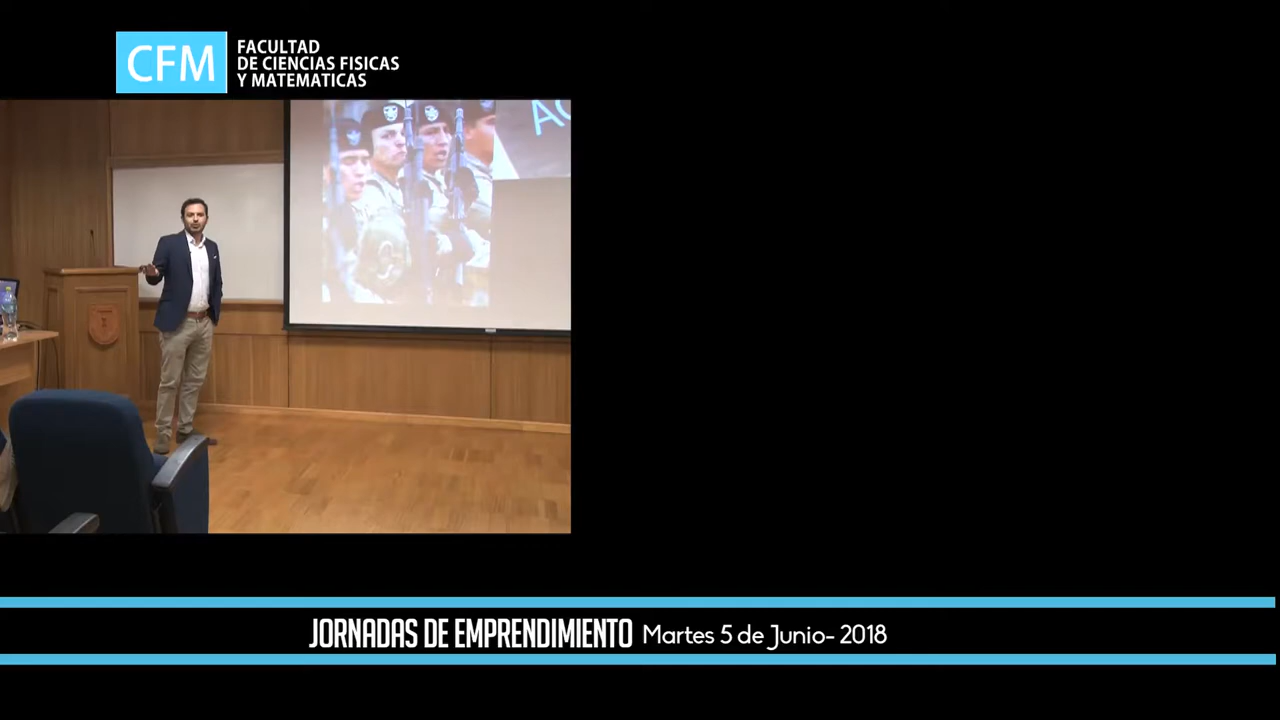 CFM
FACULTAD
DE CIENCIAS FISICAS
Y MATEMATICAS
JORNADAS DE EMPRENDIMIENTO Martes 5 de Junio- 2018